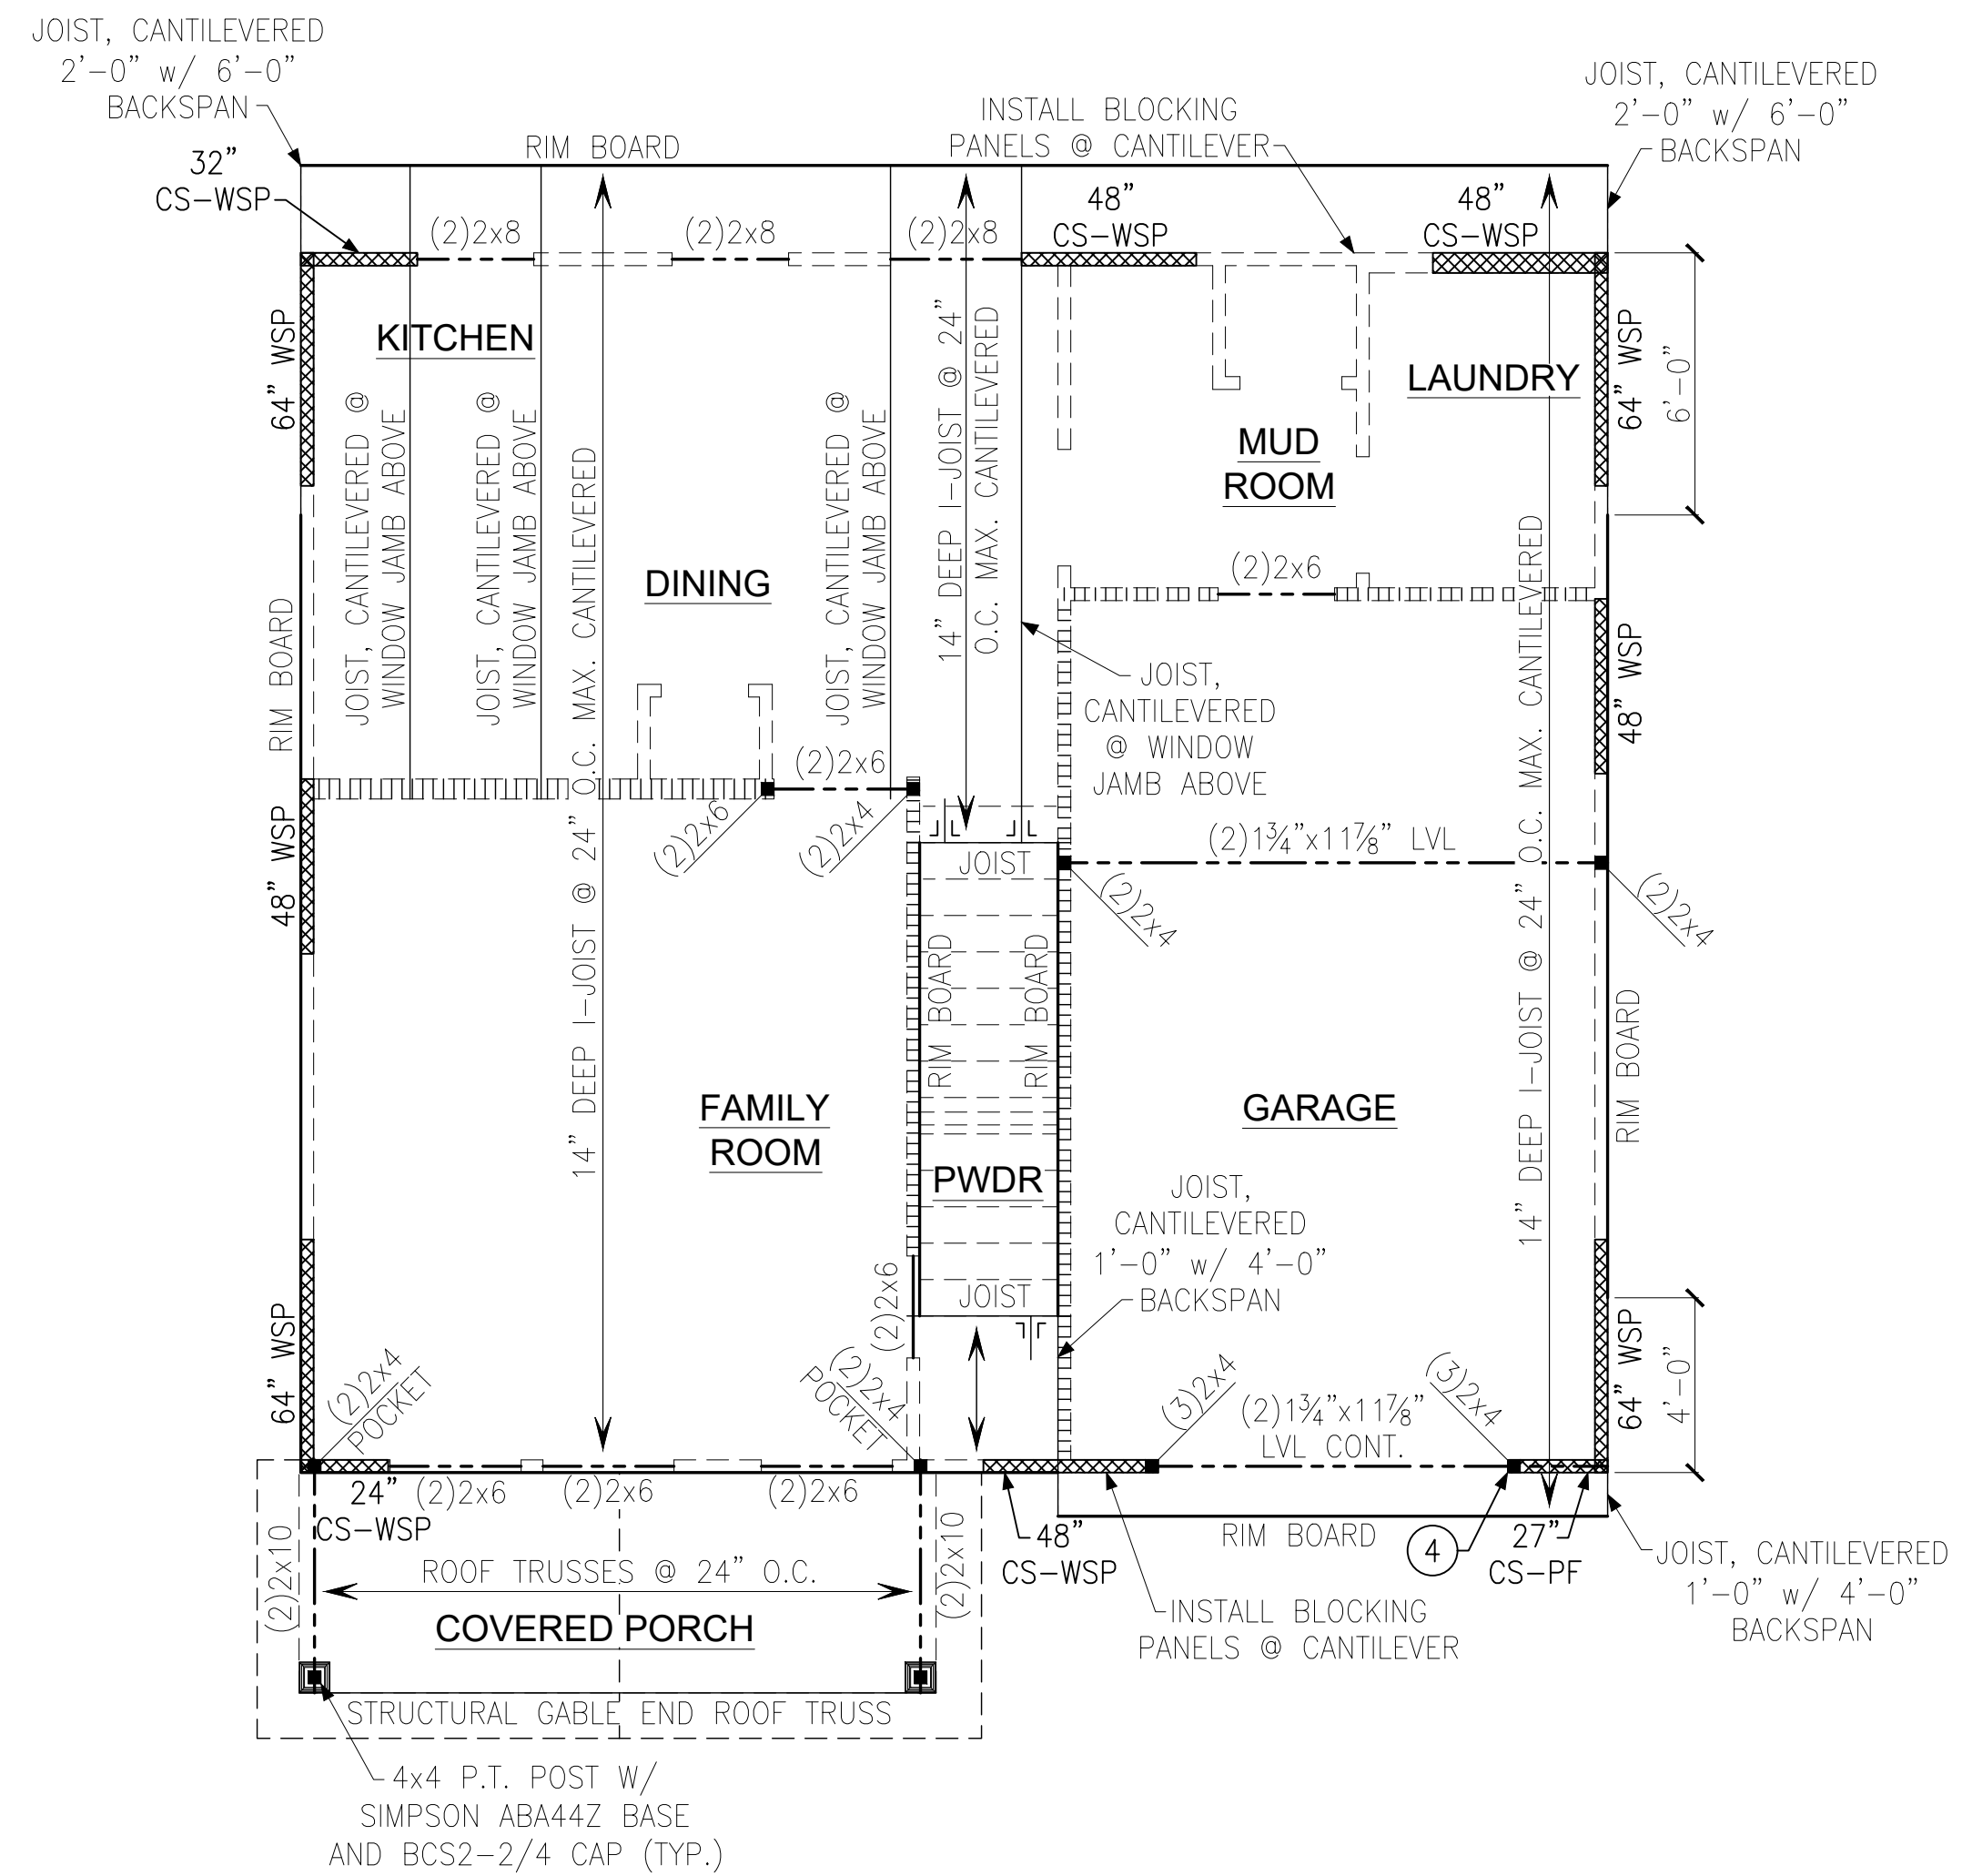 JOIST, CANTILEVERED
2'-0" w/ 6'-0"
BACKSPAN
JOIST, CANTILEVERED
2'-0" w/ 6'-0"
BACKSPAN
INSTALL BLOCKING
PANELS @ CANTILEVER
RIM BOARD
32"
CS-WSP
48"
CS-WSP
48"
CS-WSP
(2)2x8
(2)2x8
(2)2x8
64" WSP
KITCHEN
JOIST, CANTILEVERED @
WINDOW JAMB ABOVE
JOIST, CANTILEVERED @
WINDOW JAMB ABOVE
14" DEEP I-JOIST @ 24" O.C. MAX. CANTILEVERED
JOIST, CANTILEVERED @
WINDOW JAMB ABOVE
14" DEEP I-JOIST @ 24"
O.C. MAX. CANTILEVERED
LAUNDRY
64" WSP
6'-0"
MUD
ROOM
DINING
(2)2x6
14" DEEP I-JOIST @ 24" O.C. MAX. CANTILEVERED
RIM BOARD
48" WSP
JOIST,
CANTILEVERED
@ WINDOW
JAMB ABOVE
(2)2x6
(2)2x6
(2)2x4
48" WSP
JOIST
(2)1¾"x11⅞" LVL
(2)2x4
(2)2x4
RIM BOARD
RIM BOARD
RIM BOARD
FAMILY
ROOM
GARAGE
PWDR
JOIST,
CANTILEVERED
1'-0" w/ 4'-0"
BACKSPAN
JOIST
(2)2x6
64" WSP
(2)2x4
POCKET
(2)2x4
POCKET
(3)2x4
(2)1¾"x11⅞"
LVL CONT.
(3)2x4
64" WSP
4'-0"
24"
CS-WSP
(2)2x6
(2)2x6
(2)2x6
(2)2x10
(2)2x10
48"
CS-WSP
RIM BOARD
4
27"
CS-PF
JOIST, CANTILEVERED
1'-0" w/ 4'-0"
BACKSPAN
ROOF TRUSSES @ 24" O.C.
COVERED PORCH
INSTALL BLOCKING
PANELS @ CANTILEVER
STRUCTURAL GABLE END ROOF TRUSS
4x4 P.T. POST W/
SIMPSON ABA44Z BASE
AND BCS2-2/4 CAP (TYP.)